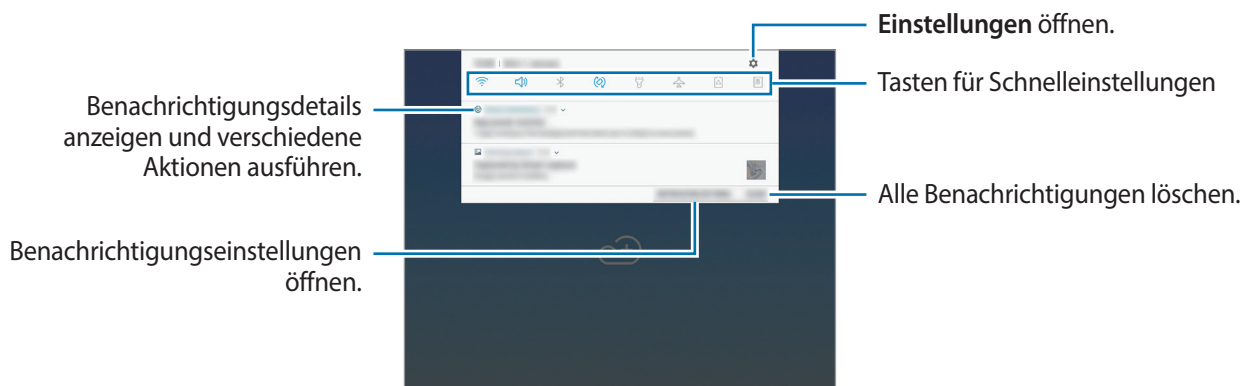 Einstellungen öffnen.
Tasten für Schnelleinstellungen
Benachrichtigungsdetails
anzeigen und verschiedene
Aktionen ausführen.
Alle Benachrichtigungen löschen.
Benachrichtigungseinstellungen
öffnen.